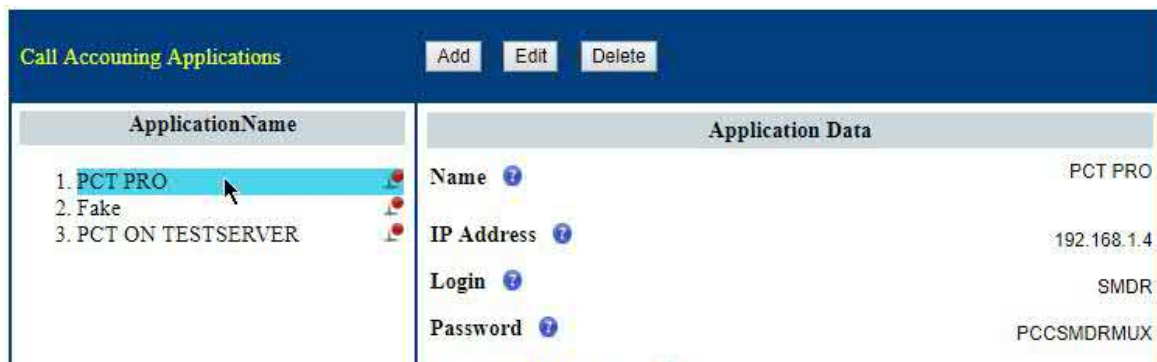 Call Accouning Applications
Add Edit Delete
ApplicationName
1. PCT PRO
2. Fake
3. PCT ON TESTSERVER
Application Data
Name PCT PRO
IP Address 192.168.1.4
Login SMDR
Password PCCSMDRMUX